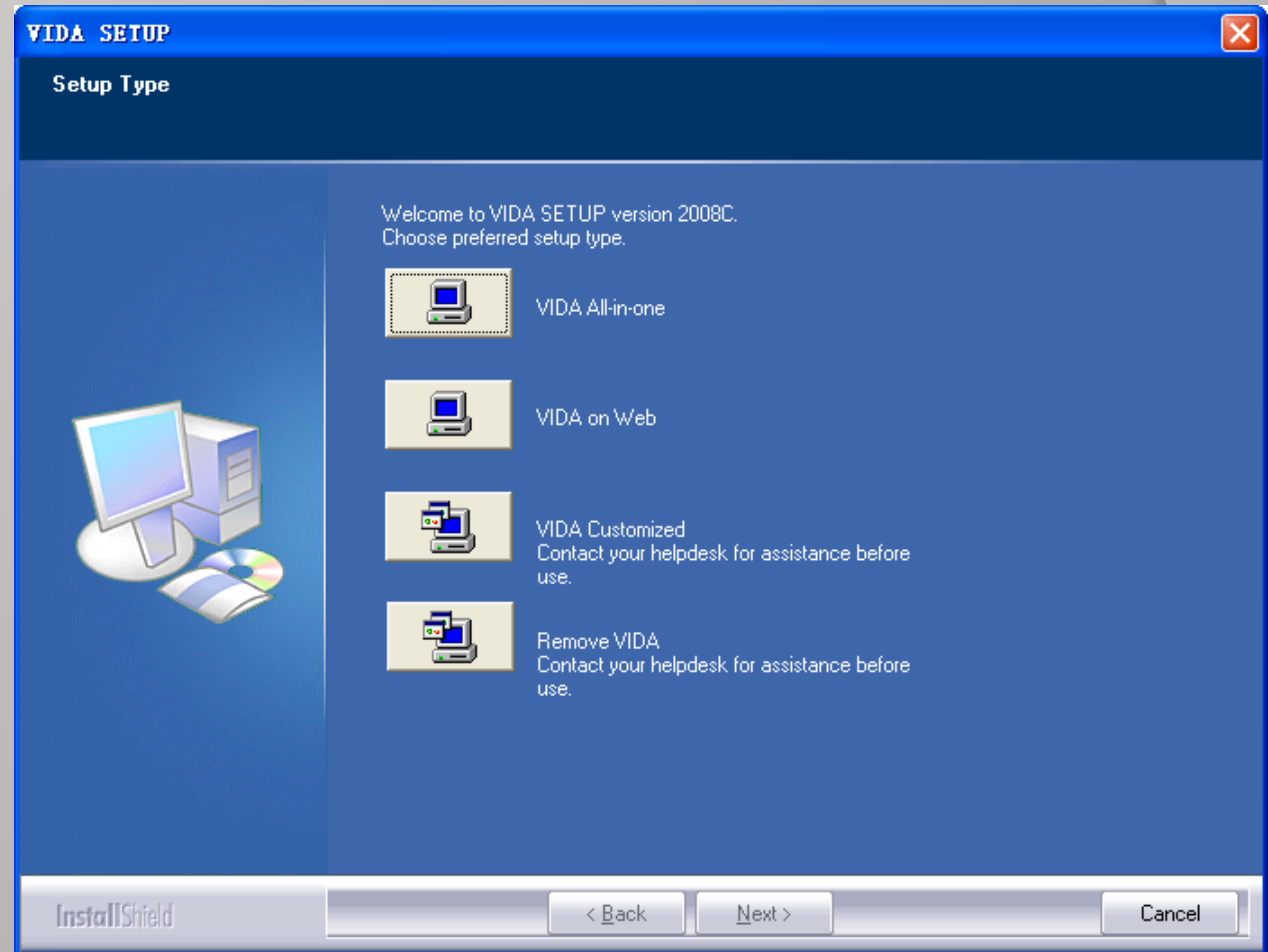 VIDA SETUP
Setup Type
Welcome to VIDA SETUP version 2008C.
Choose preferred setup type.
VIDA All-in-one
VIDA on Web
VIDA Customized
Contact your helpdesk for assistance before
use.
Remove VIDA
Contact your helpdesk for assistance before
use.
InstallShield
< Back
Next >
Cancel